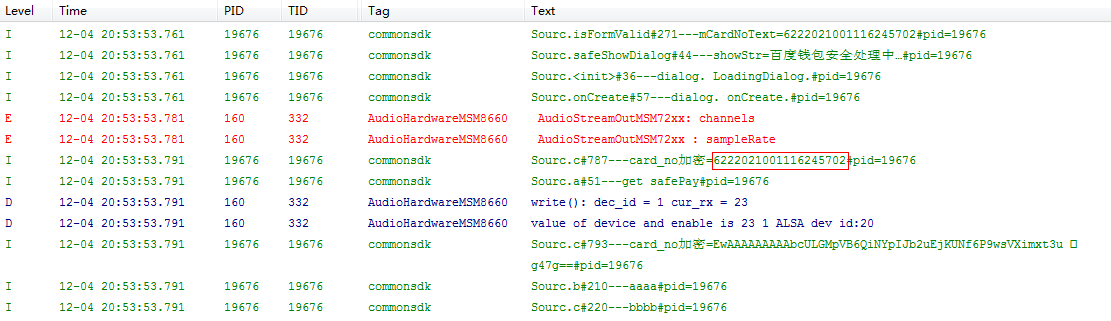 Level Time PID TID Tag Text
I 12-04 20:53:53.761 19676 19676 commonsdk Sourc.isFormValid#271---mCardNoText=6222021001116245702#pid=19676
I 12-04 20:53:53.761 19676 19676 commonsdk Sourc.safeShowDialog#44---showStr=百度钱包安全处理中…#pid=19676
I 12-04 20:53:53.761 19676 19676 commonsdk Sourc.<init>#36---dialog. LoadingDialog.#pid=19676
I 12-04 20:53:53.761 19676 19676 commonsdk Sourc.onCreate#57---dialog. onCreate.#pid=19676
E 12-04 20:53:53.781 160 332 AudioHardwareMSM8660 AudioStreamOutMSM72xx: channels
E 12-04 20:53:53.781 160 332 AudioHardwareMSM8660 AudioStreamOutMSM72xx : sampleRate
I 12-04 20:53:53.791 19676 19676 commonsdk Sourc.c#787---card_no加密=6222021001116245702#pid=19676
I 12-04 20:53:53.791 19676 19676 commonsdk Sourc.a#51---get safePay#pid=19676
D 12-04 20:53:53.791 160 332 AudioHardwareMSM8660 write(): dec_id = 1 cur_rx = 23
D 12-04 20:53:53.791 160 332 AudioHardwareMSM8660 value of device and enable is 23 1 ALSA dev id:20
I 12-04 20:53:53.791 19676 19676 commonsdk Sourc.c#793---card_no加密=EwAAAAAAAAAbcULGMpVB6QiNYpIJb2uEjKUNf6P9wsVXimxt3u
g47g==#pid=19676
I 12-04 20:53:53.791 19676 19676 commonsdk Sourc.b#210---aaaa#pid=19676
I 12-04 20:53:53.791 19676 19676 commonsdk Sourc.c#220---bbbb#pid=19676